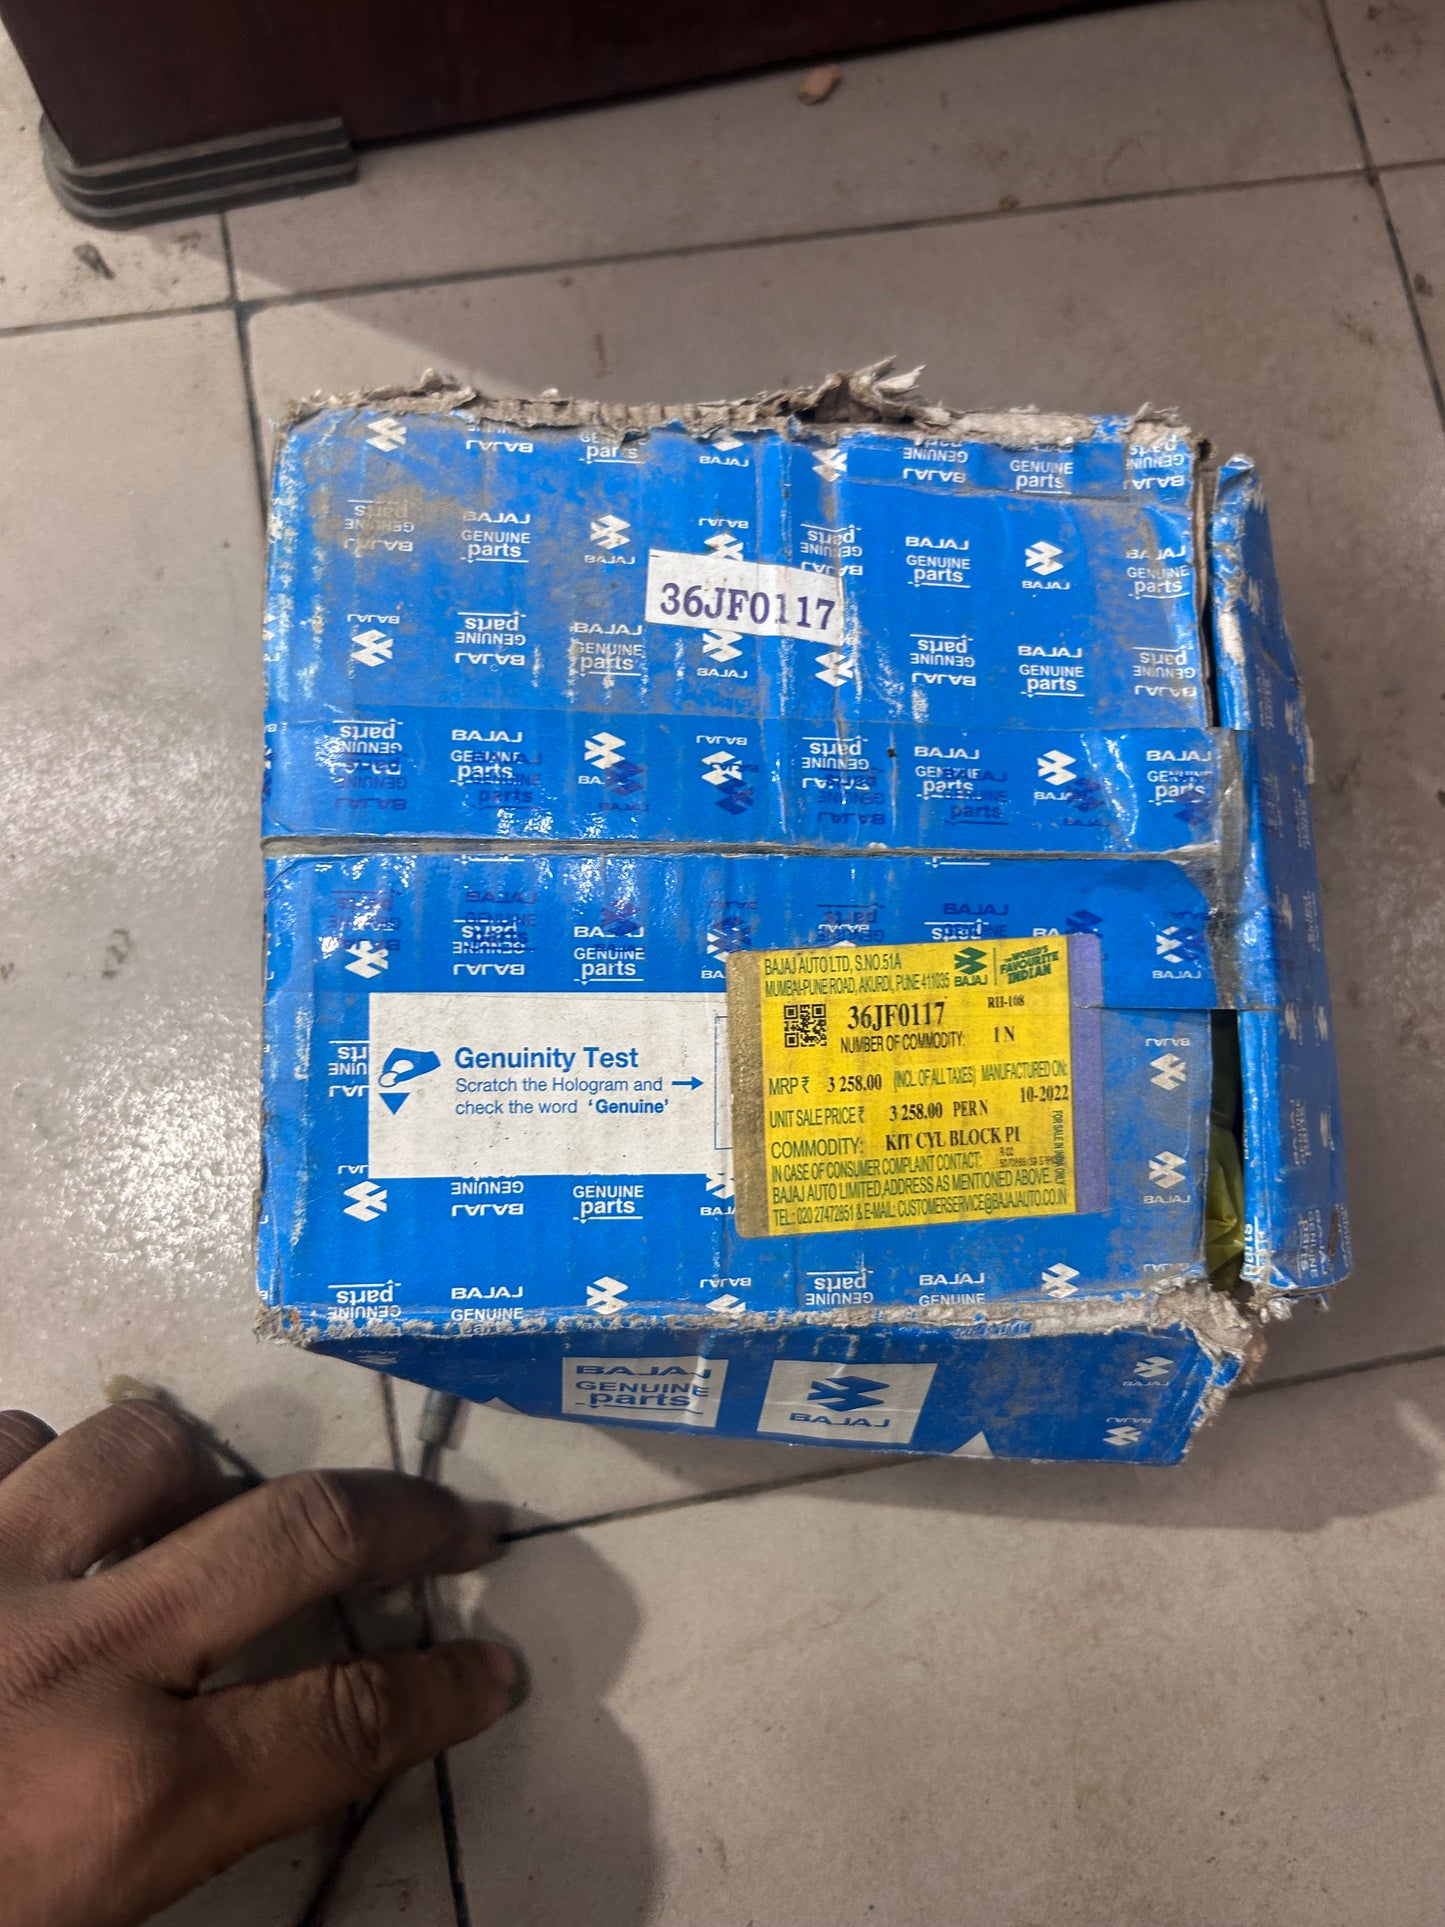 36JF0117
Genuinity Test
Scratch the Hologram and
check the word 'Genuine'
BAJAJ AUTO LTD, S.NO.51A
MUMBAI-PUNE ROAD, AKURDI, PUNE 411035
BAJAJ
THE WORLD'S
FAVOURITE
INDIAN
36JF0117
RII-108
NUMBER OF COMMODITY: 1 N
MRP ₹ 3 258.00 (INCL OF ALL TAXES) MANUFACTURED ON:
10-2022
UNIT SALE PRICE ₹ 3 258.00 PER N
COMMODITY: KIT CYL BLOCK PI
IN CASE OF CONSUMER COMPLAINT CONTACT:
BAJAJ AUTO LIMITED,ADDRESS AS MENTIONED ABOVE.
TEL.: 020 27472851 & E-MAIL: CUSTOMERSERVICE@BAJAJAUTO.CO.IN
BAJAJ
GENUINE
parts
BAJAJ